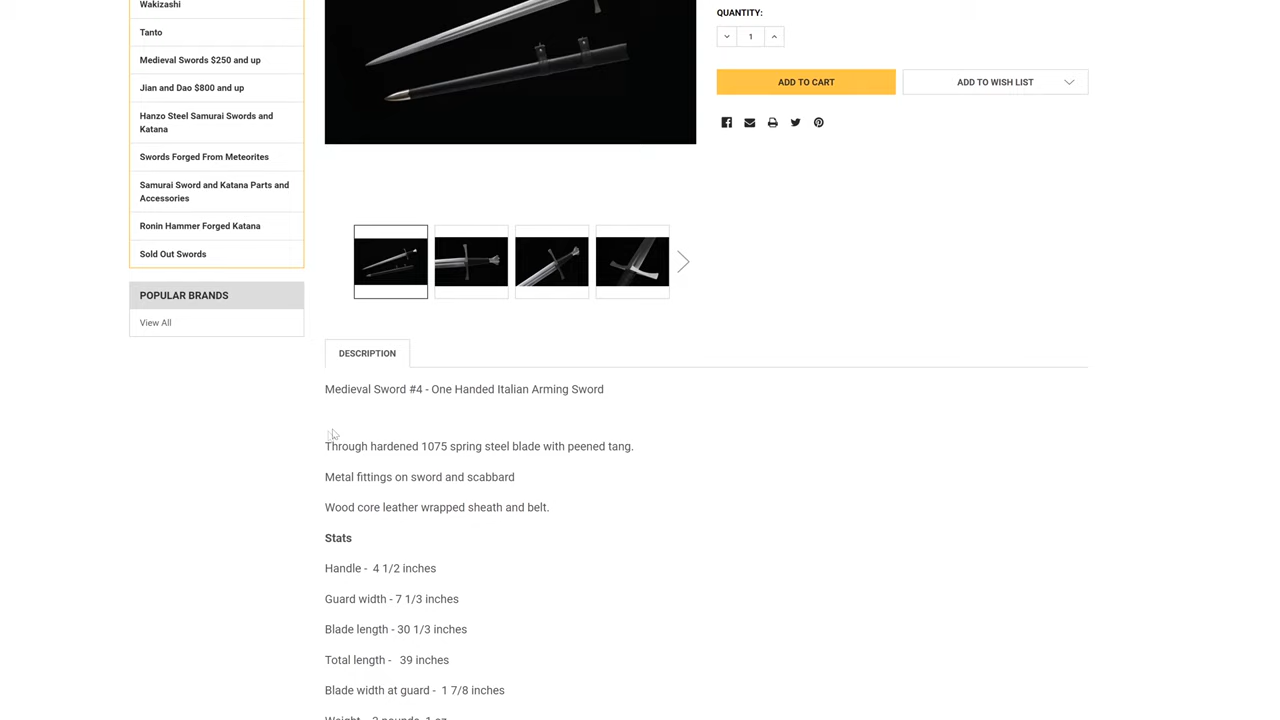 Wakizashi
Tanto
Medieval Swords $250 and up
Jian and Dao $800 and up
Hanzo Steel Samurai Swords and
Katana
Swords Forged From Meteorites
Samurai Sword and Katana Parts and
Accessories
Ronin Hammer Forged Katana
Sold Out Swords
POPULAR BRANDS
View All
QUANTITY:
1
ADD TO CART
ADD TO WISH LIST
DESCRIPTION
Medieval Sword #4 - One Handed Italian Arming Sword
Through hardened 1075 spring steel blade with peened tang.
Metal fittings on sword and scabbard
Wood core leather wrapped sheath and belt.
Stats
Handle - 4 1/2 inches
Guard width - 7 1/3 inches
Blade length - 30 1/3 inches
Total length - 39 inches
Blade width at guard - 1 7/8 inches